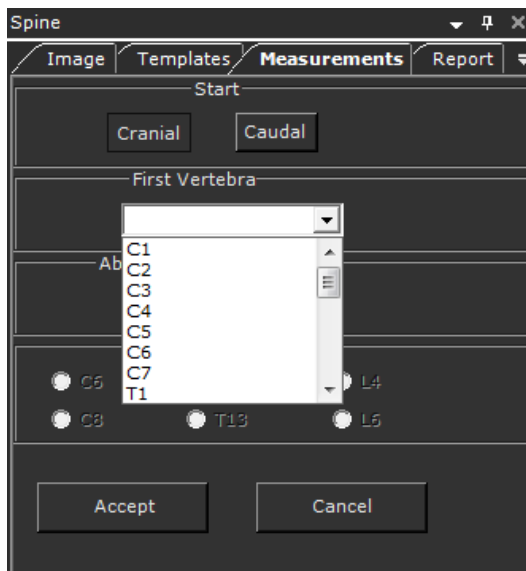 Spine
Image Templates Measurements Report
Start
Cranial Caudal
First Vertebra
C1
Ab C2
C3
C4
C5
C6
C6 C7 L4
T1
C8 T13 L6
Accept Cancel